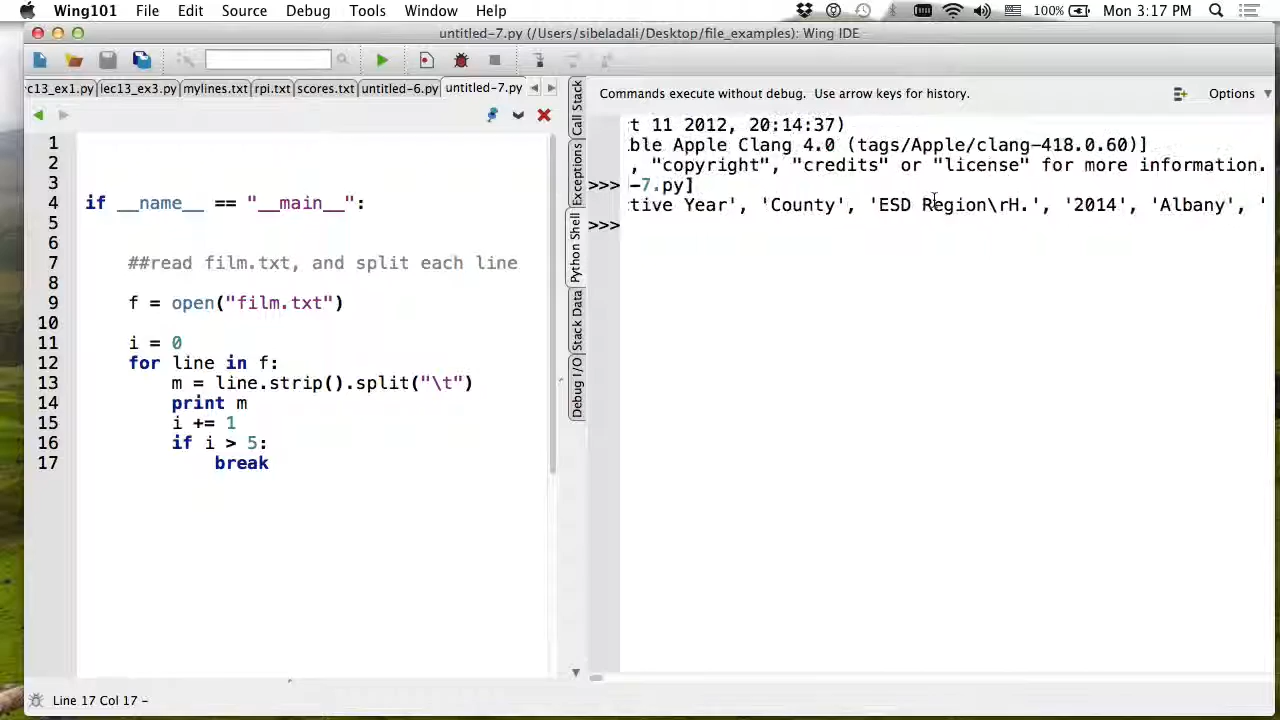 Wing101 File Edit Source Debug Tools Window Help 100% Mon 3:17 PM
untitled-7.py (/Users/sibeladali/Desktop/file_examples): Wing IDE
c13_ex1.py lec13_ex3.py mylines.txt rpi.txt scores.txt untitled-6.py untitled-7.py
1
2
3
4 if __name__ == "__main__":
5
6
7 ##read film.txt, and split each line
8
9 f = open("film.txt")
10
11 i = 0
12 for line in f:
13 m = line.strip().split("\t")
14 print m
15 i += 1
16 if i > 5:
17 break
Line 17 Col 17 –
Call Stack
Exceptions
Python Shell
Stack Data
Debug I/O
Commands execute without debug. Use arrow keys for history.
Options
t 11 2012, 20:14:37)
ble Apple Clang 4.0 (tags/Apple/clang-418.0.60)]
, "copyright", "credits" or "license" for more information.
>>> -7.py]
tive Year', 'County', 'ESD Region\rH.', '2014', 'Albany', '
>>>